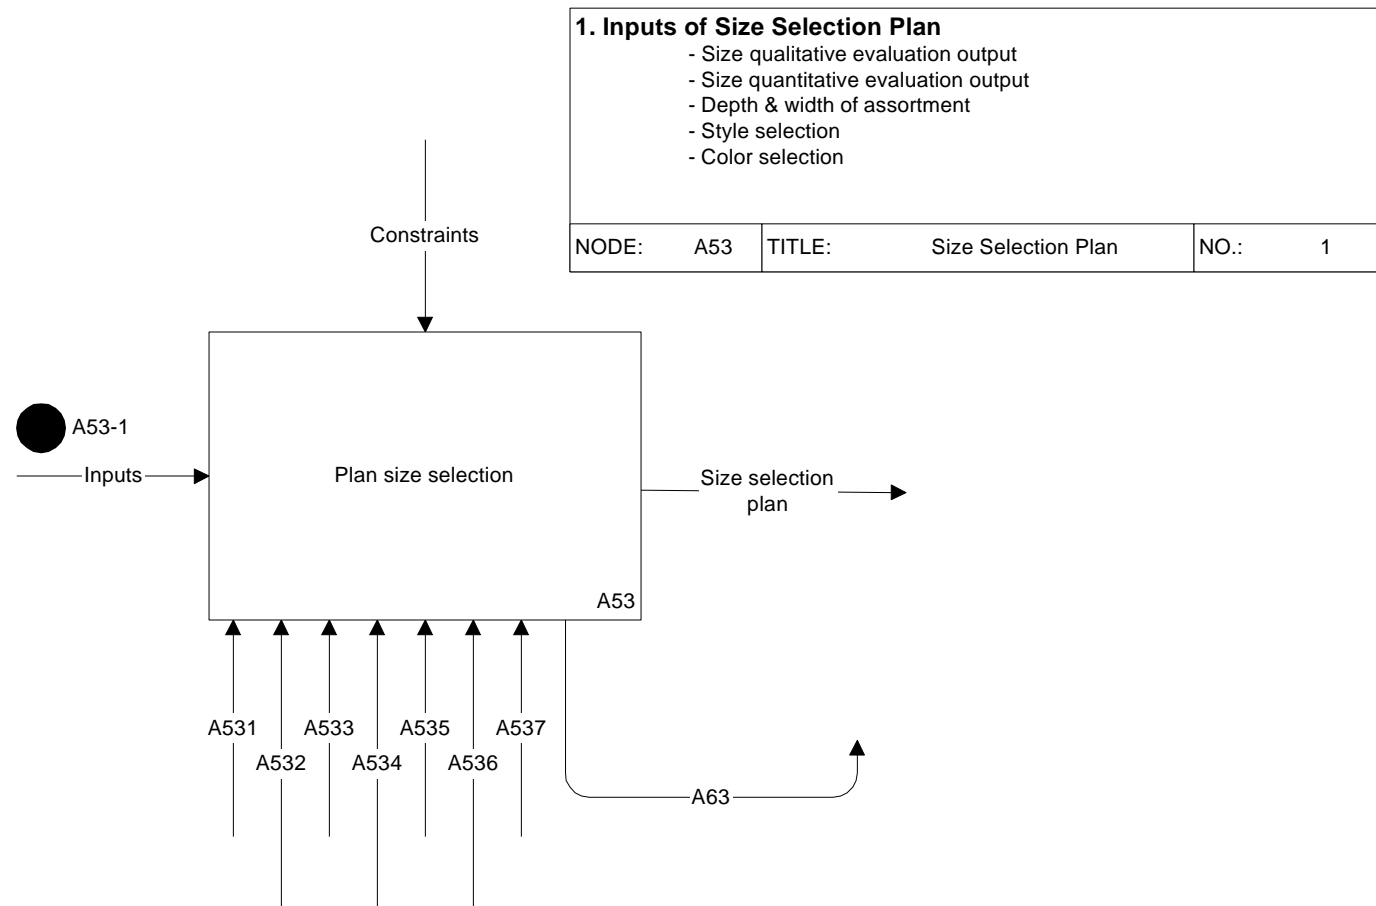 1. Inputs of Size Selection Plan
- Size qualitative evaluation output
- Size quantitative evaluation output
- Depth & width of assortment
- Style selection
- Color selection
NODE: A53 TITLE: Size Selection Plan NO.: 1
Constraints
A53-1
Inputs
Plan size selection
Size selection
plan
A53
A531 A533 A535 A537
A532 A534 A536
A63